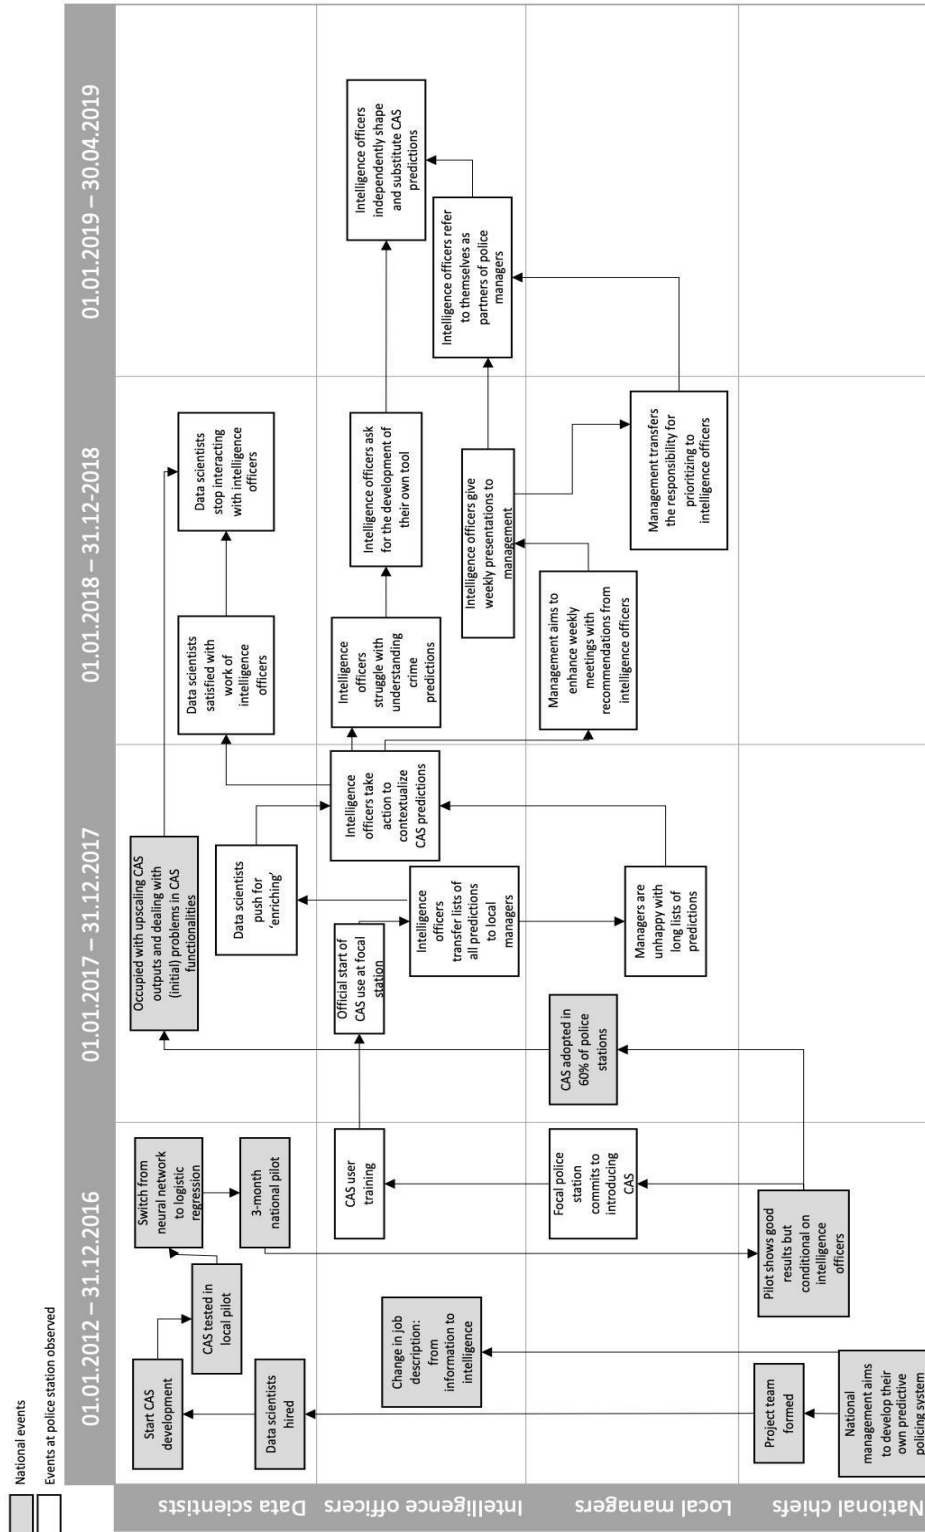 National events
Events at police station observed
01.01.2012 – 31.12.2016
01.01.2017 – 31.12.2017
01.01.2018 – 31.12-2018
01.01.2019 – 30.04.2019
Data scientists
Start CAS
development
Data scientists
hired
CAS tested in
local pilot
Switch from
neural network
to logistic
regression
3-month
national pilot
Occupied with upscaling CAS
outputs and dealing with
(initial) problems in CAS
functionalities
Data scientists
push for
‘enriching’
Data scientists
satisfied with
work of
intelligence
officers
Data scientists
stop interacting
with intelligence
officers
Intelligence officers
Change in job
description:
from
information to
intelligence
CAS user
training
Official start of
CAS use at focal
station
Intelligence
officers
transfer lists of
all predictions
to local
managers
Intelligence
officers take
action to
contextualize
CAS predictions
Intelligence
officers
struggle with
understanding
crime
predictions
Intelligence officers ask
for the development of
their own tool
Intelligence officers give
weekly presentations to
management
Intelligence officers
independently shape
and substitute CAS
predictions
Intelligence officers refer
to themselves as
partners of police
managers
Local managers
Focal police
station
commits to
introducing
CAS
CAS adopted in
60% of police
stations
Managers are
unhappy with
long lists of
predictions
Management aims to
enhance weekly
meetings with
recommendations from
intelligence officers
Management transfers
the responsibility for
prioritizing to
intelligence officers
National chiefs
Project team
formed
National
management aims
to develop their
own predictive
policing system
Pilot shows good
results but
conditional on
intelligence
officers